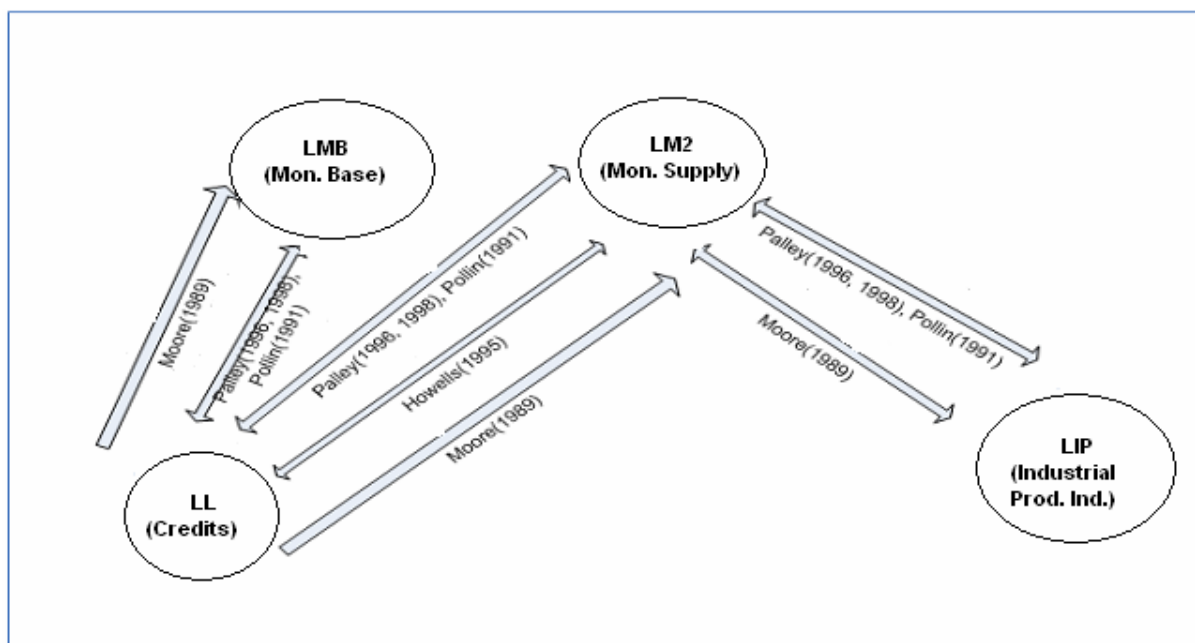 LMB
(Mon. Base)
LM2
(Mon. Supply)
Moore(1989)
Palley(1996, 1998),
Pollin(1991)
Palley(1996, 1998), Pollin(1991)
Howells(1995)
Moore(1989)
Palley(1996, 1998), Pollin(1991)
Moore(1989)
LL
(Credits)
LIP
(Industrial
Prod. Ind.)